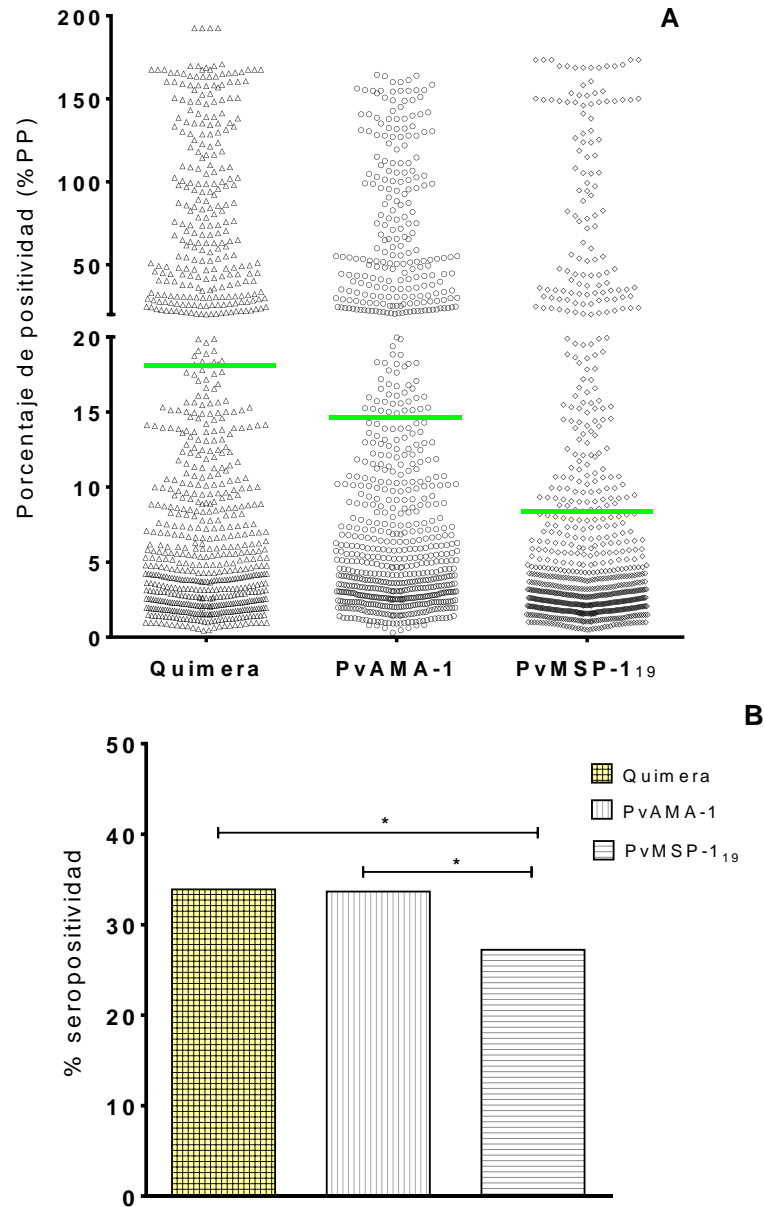 A
Porcentaje de positividad (%PP)
200
150
100
50
20
15
10
5
0
Quimera PvAMA-1 PvMSP-1₁₉
B
% seropositividad
50
40
30
20
10
0
Quimera
PvAMA-1
PvMSP-1₁₉
*
*